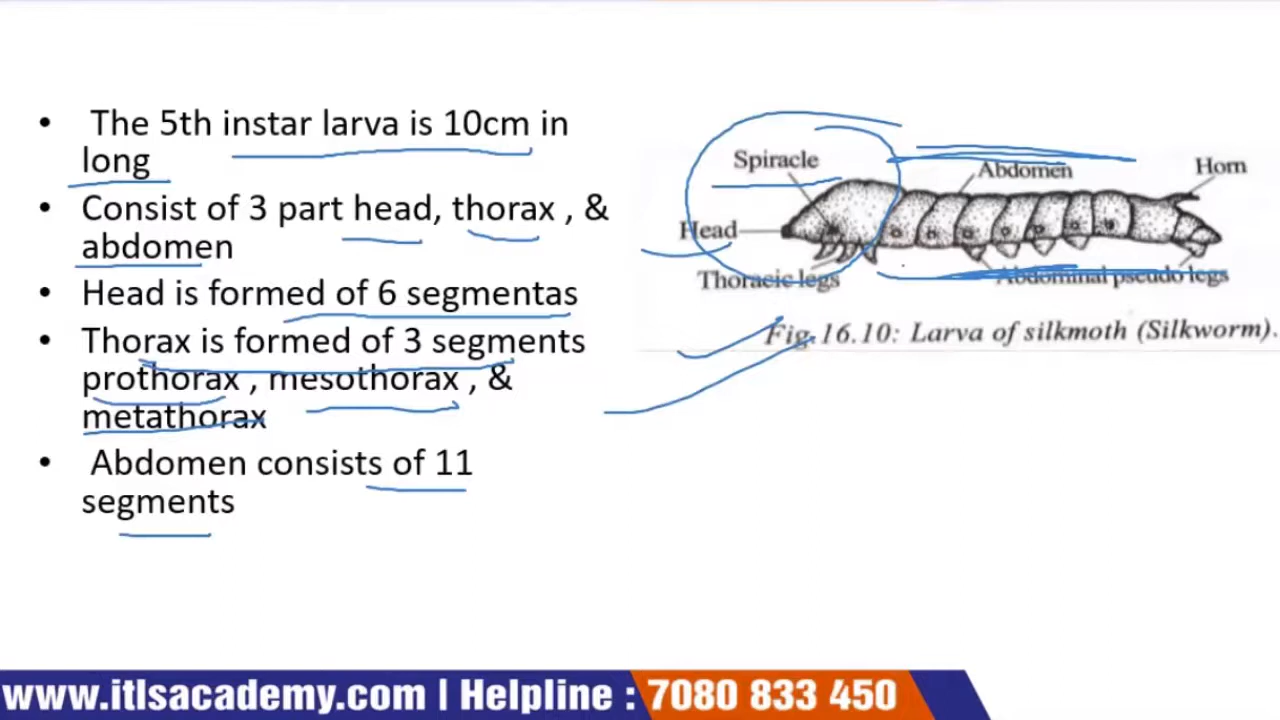 • The 5th instar larva is 10cm in
long
• Consist of 3 part head, thorax , &
abdomen
• Head is formed of 6 segmentas
• Thorax is formed of 3 segments
prothorax , mesothorax , &
metathorax
• Abdomen consists of 11
segments
Spiracle
Abdomen
Horn
Head
Thoracic legs
Abdominal pseudo legs
Fig.16.10: Larva of silkmoth (Silkworm).
www.itlsacademy.com | Helpline : 7080 833 450